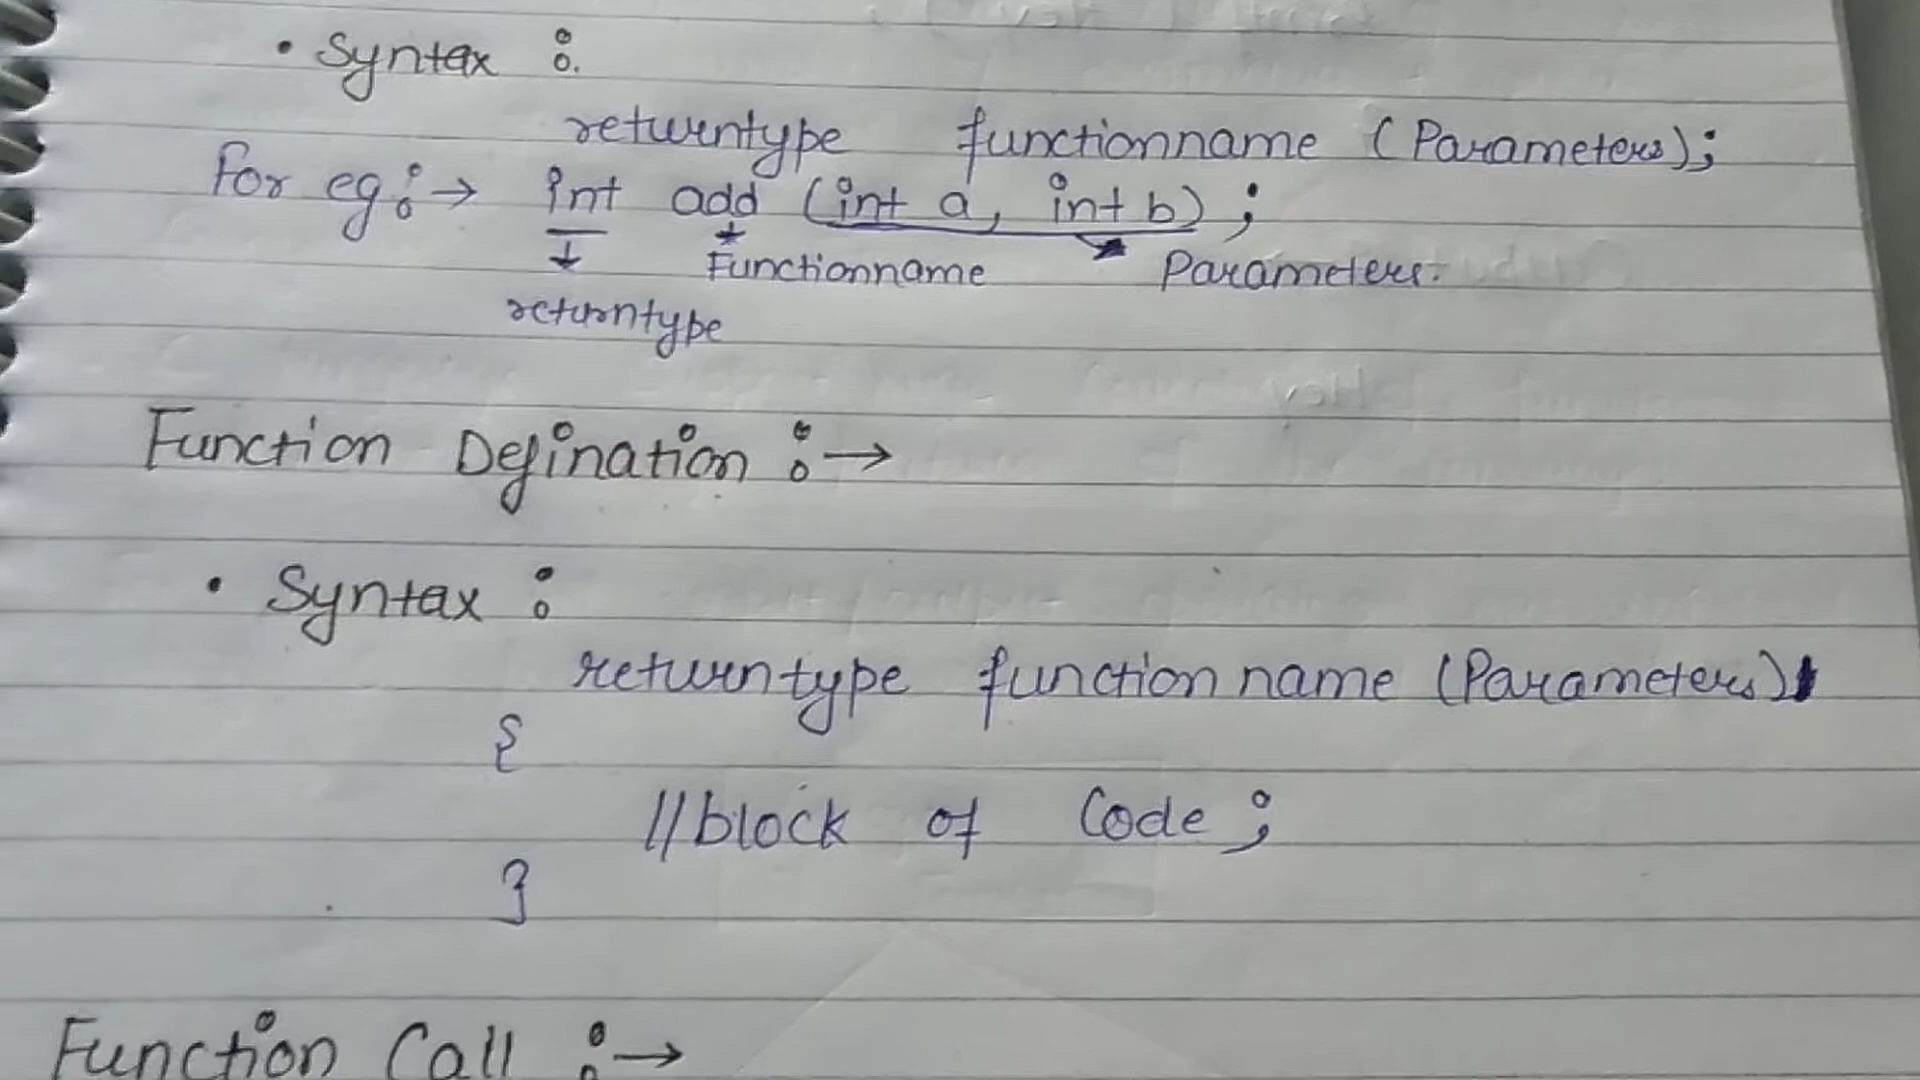 • Syntax :
returntype functionname (Parameters);
For eg :→ int add (int a, int b) ;
Functionname Parameters.
returntype
Function Defination :→
• Syntax :
returntype function name (Parameters)
{
//block of Code ;
}
Function Call :→